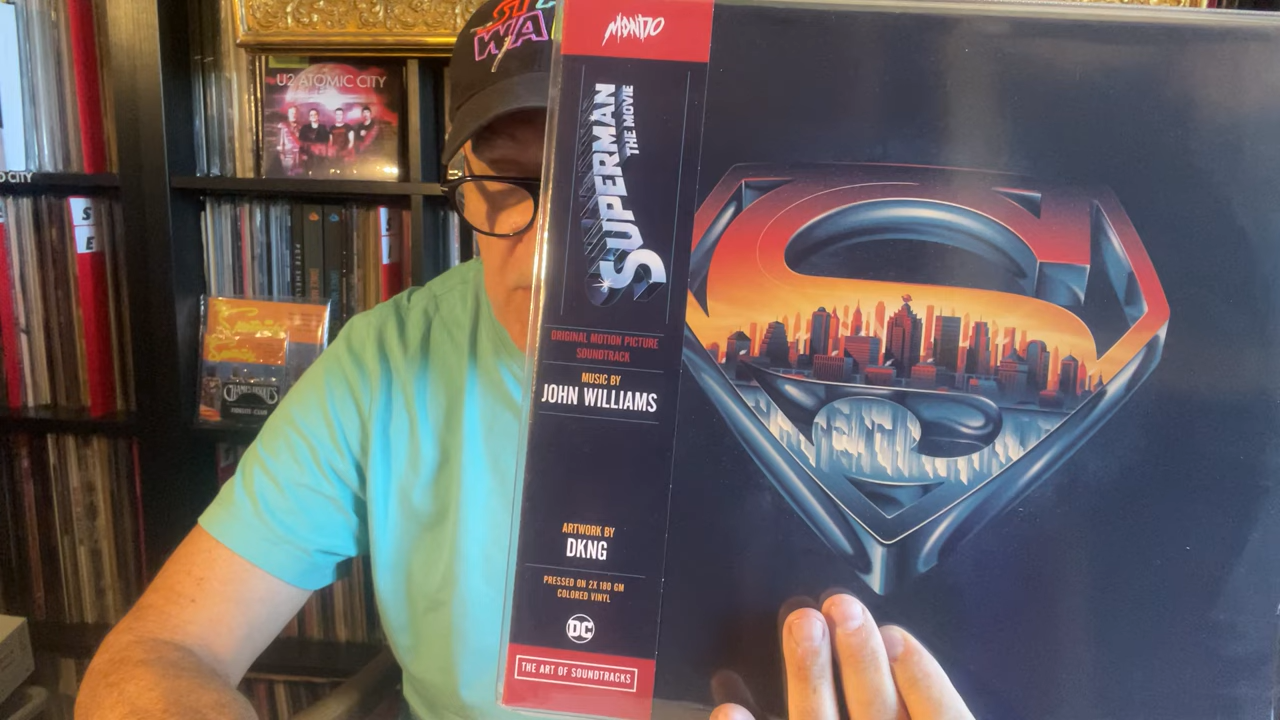 MONDO
SUPERMAN
THE MOVIE
ORIGINAL MOTION PICTURE
SOUNDTRACK
MUSIC BY
JOHN WILLIAMS
ARTWORK BY
DKNG
PRESSED ON 2X 180 GM
COLORED VINYL
DC
THE ART OF SOUNDTRACKS
U2 ATOMIC CITY
CITY
S
E
S